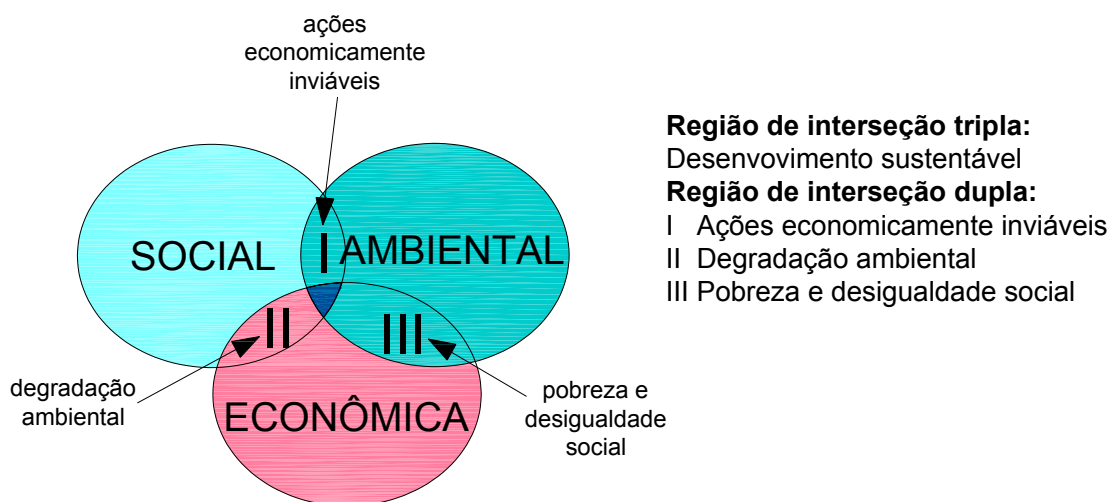 ações
economicamente
inviáveis
SOCIAL
I
AMBIENTAL
II
III
ECONÔMICA
degradação
ambiental
pobreza e
desigualdade
social
Região de interseção tripla:
Desenvovimento sustentável
Região de interseção dupla:
I Ações economicamente inviáveis
II Degradação ambiental
III Pobreza e desigualdade social